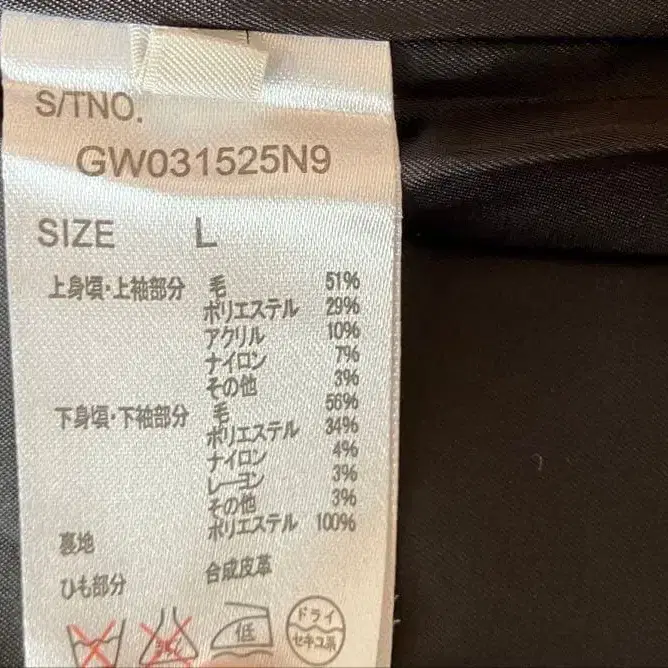 S/TNO.
GW031525N9
SIZE L
上身頃・上袖部分 毛 51%
ポリエステル 29%
アクリル 10%
ナイロン 7%
その他 3%
下身頃・下袖部分 毛 56%
ポリエステル 34%
ナイロン 4%
レーヨン 3%
その他 3%
裏地 ポリエステル 100%
ひも部分 合成皮革
低 ドライ
セキユ系